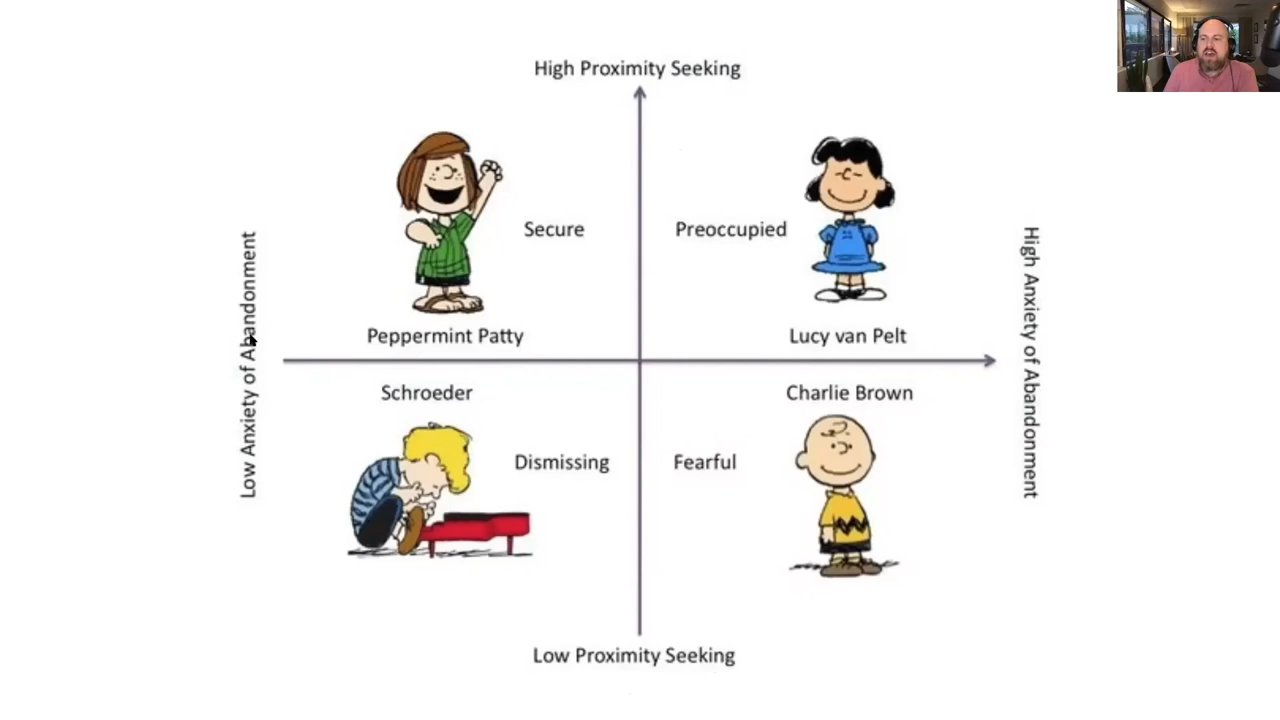 High Proximity Seeking
Secure
Preoccupied
Low Anxiety of Abandonment
High Anxiety of Abandonment
Peppermint Patty
Lucy van Pelt
Schroeder
Charlie Brown
Dismissing
Fearful
Low Proximity Seeking